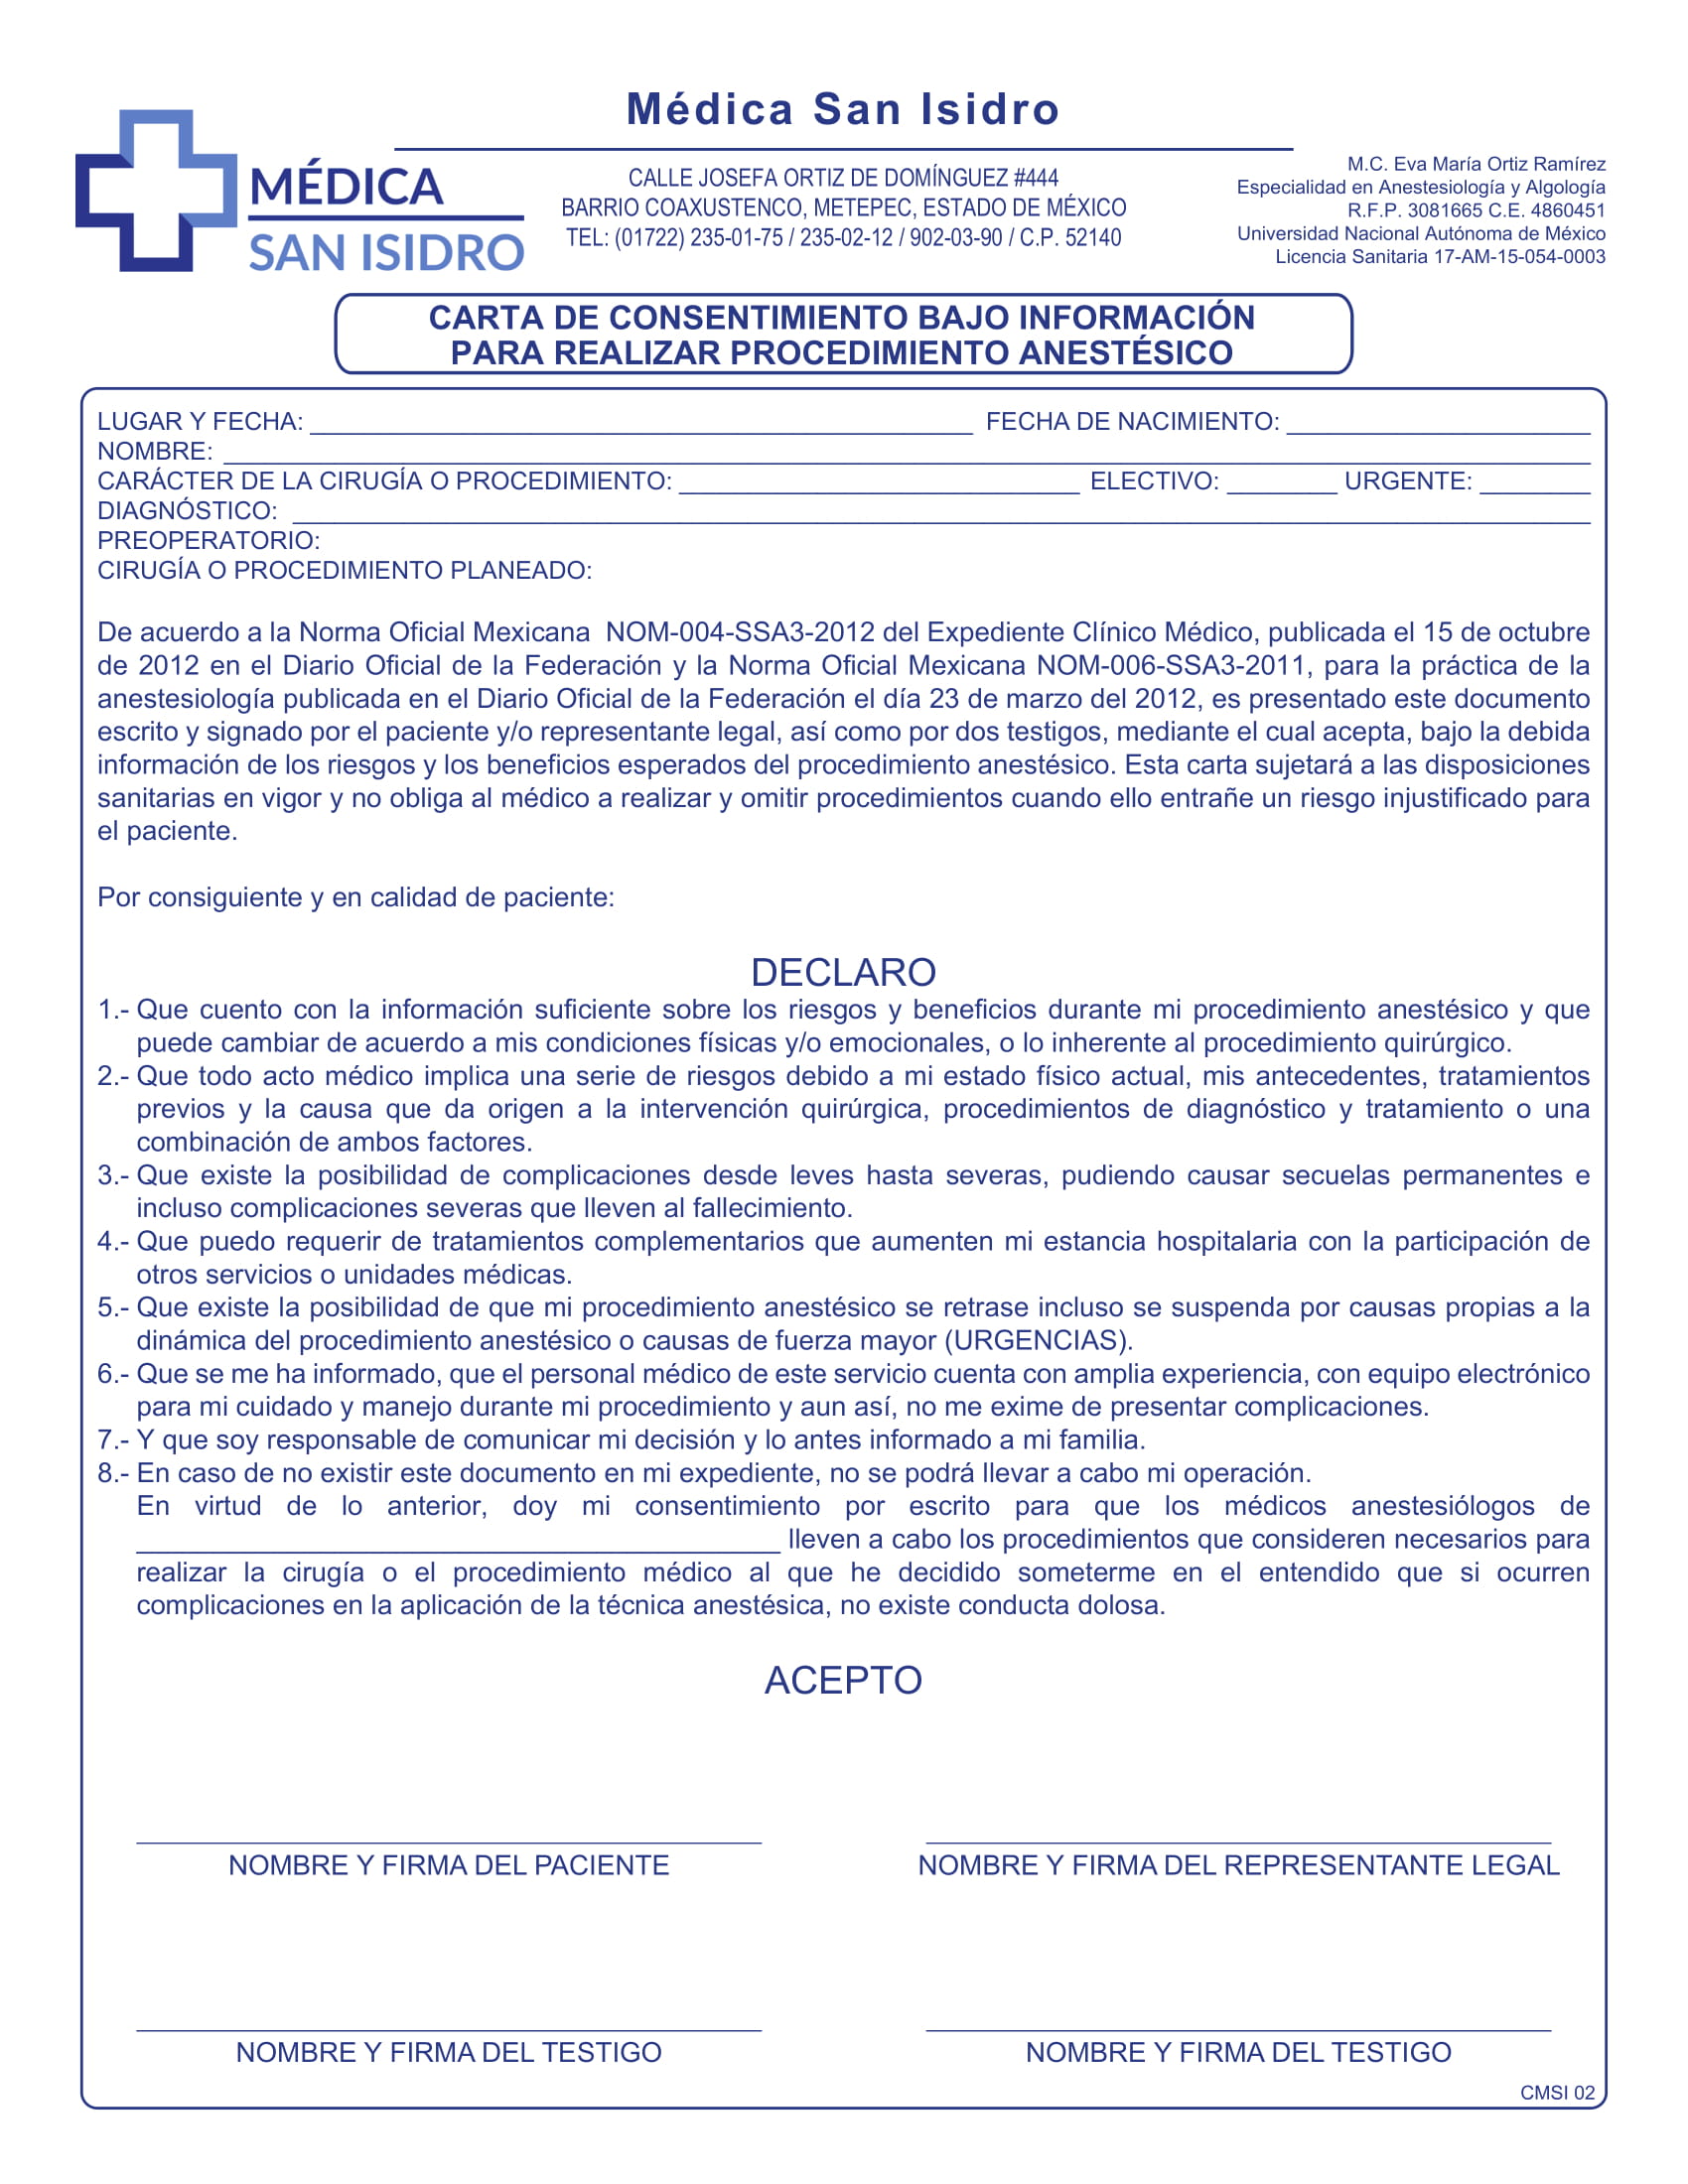 Médica San Isidro
MÉDICA
SAN ISIDRO
CALLE JOSEFA ORTIZ DE DOMÍNGUEZ #444
BARRIO COAXUSTENCO, METEPEC, ESTADO DE MÉXICO
TEL: (01722) 235-01-75 / 235-02-12 / 902-03-90 / C.P. 52140
M.C. Eva María Ortiz Ramírez
Especialidad en Anestesiología y Algología
R.F.P. 3081665 C.E. 4860451
Universidad Nacional Autónoma de México
Licencia Sanitaria 17-AM-15-054-0003
CARTA DE CONSENTIMIENTO BAJO INFORMACIÓN
PARA REALIZAR PROCEDIMIENTO ANESTÉSICO
LUGAR Y FECHA: FECHA DE NACIMIENTO:
NOMBRE:
CARÁCTER DE LA CIRUGÍA O PROCEDIMIENTO: ELECTIVO: URGENTE:
DIAGNÓSTICO:
PREOPERATORIO:
CIRUGÍA O PROCEDIMIENTO PLANEADO:
De acuerdo a la Norma Oficial Mexicana NOM-004-SSA3-2012 del Expediente Clínico Médico, publicada el 15 de octubre
de 2012 en el Diario Oficial de la Federación y la Norma Oficial Mexicana NOM-006-SSA3-2011, para la práctica de la
anestesiología publicada en el Diario Oficial de la Federación el día 23 de marzo del 2012, es presentado este documento
escrito y signado por el paciente y/o representante legal, así como por dos testigos, mediante el cual acepta, bajo la debida
información de los riesgos y los beneficios esperados del procedimiento anestésico. Esta carta sujetará a las disposiciones
sanitarias en vigor y no obliga al médico a realizar y omitir procedimientos cuando ello entrañe un riesgo injustificado para
el paciente.
Por consiguiente y en calidad de paciente:
DECLARO
1.- Que cuento con la información suficiente sobre los riesgos y beneficios durante mi procedimiento anestésico y que
puede cambiar de acuerdo a mis condiciones físicas y/o emocionales, o lo inherente al procedimiento quirúrgico.
2.- Que todo acto médico implica una serie de riesgos debido a mi estado físico actual, mis antecedentes, tratamientos
previos y la causa que da origen a la intervención quirúrgica, procedimientos de diagnóstico y tratamiento o una
combinación de ambos factores.
3.- Que existe la posibilidad de complicaciones desde leves hasta severas, pudiendo causar secuelas permanentes e
incluso complicaciones severas que lleven al fallecimiento.
4.- Que puedo requerir de tratamientos complementarios que aumenten mi estancia hospitalaria con la participación de
otros servicios o unidades médicas.
5.- Que existe la posibilidad de que mi procedimiento anestésico se retrase incluso se suspenda por causas propias a la
dinámica del procedimiento anestésico o causas de fuerza mayor (URGENCIAS).
6.- Que se me ha informado, que el personal médico de este servicio cuenta con amplia experiencia, con equipo electrónico
para mi cuidado y manejo durante mi procedimiento y aun así, no me exime de presentar complicaciones.
7.- Y que soy responsable de comunicar mi decisión y lo antes informado a mi familia.
8.- En caso de no existir este documento en mi expediente, no se podrá llevar a cabo mi operación.
En virtud de lo anterior, doy mi consentimiento por escrito para que los médicos anestesiólogos de
lleven a cabo los procedimientos que consideren necesarios para
realizar la cirugía o el procedimiento médico al que he decidido someterme en el entendido que si ocurren
complicaciones en la aplicación de la técnica anestésica, no existe conducta dolosa.
ACEPTO
NOMBRE Y FIRMA DEL PACIENTE
NOMBRE Y FIRMA DEL REPRESENTANTE LEGAL
NOMBRE Y FIRMA DEL TESTIGO
NOMBRE Y FIRMA DEL TESTIGO
CMSI 02